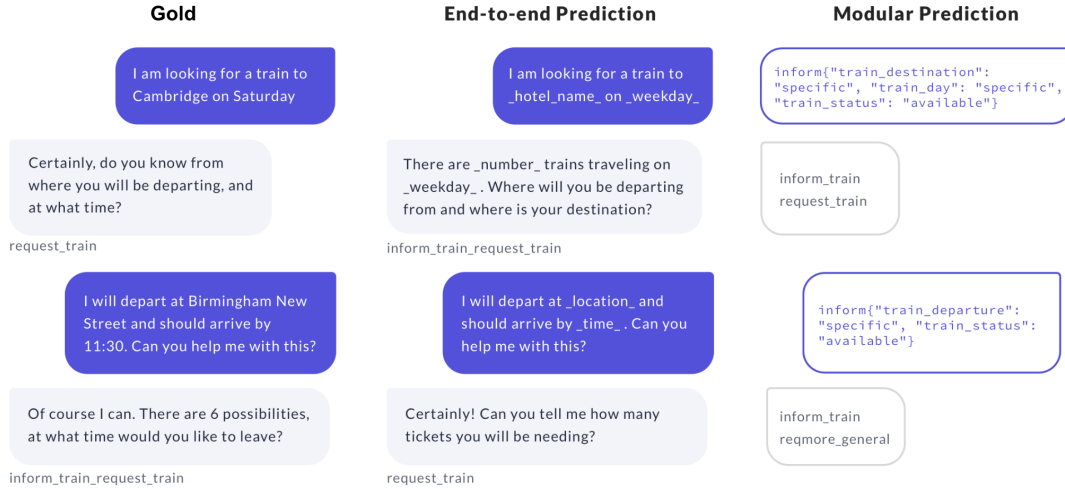 Gold
End-to-end Prediction
Modular Prediction
I am looking for a train to
Cambridge on Saturday
I am looking for a train to
_hotel_name_ on _weekday_
inform{"train_destination":
"specific", "train_day": "specific",
"train_status": "available"}
Certainly, do you know from
where you will be departing, and
at what time?
request_train
There are _number_ trains traveling on
_weekday_ . Where will you be departing
from and where is your destination?
inform_train_request_train
inform_train
request_train
I will depart at Birmingham New
Street and should arrive by
11:30. Can you help me with this?
I will depart at _location_ and
should arrive by _time_ . Can you
help me with this?
inform{"train_departure":
"specific", "train_status":
"available"}
Of course I can. There are 6 possibilities,
at what time would you like to leave?
inform_train_request_train
Certainly! Can you tell me how many
tickets you will be needing?
request_train
inform_train
reqmore_general